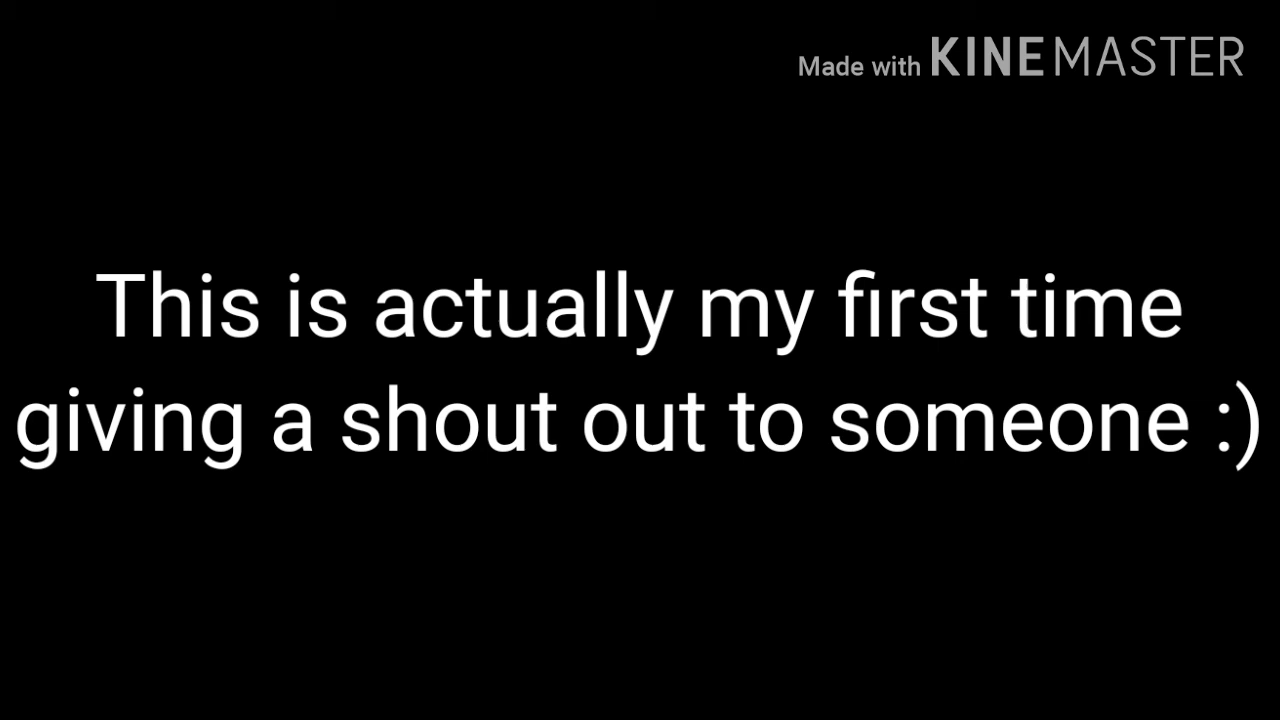 Made with KINEMASTER
This is actually my first time
giving a shout out to someone :)